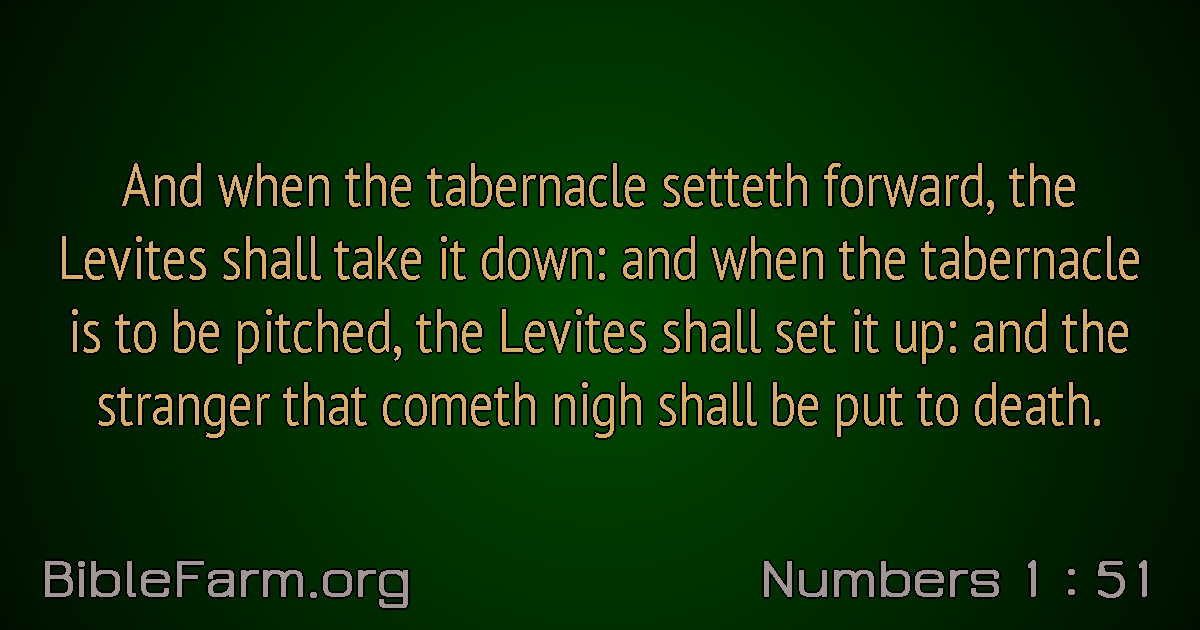 And when the tabernacle setteth forward, the
Levites shall take it down: and when the tabernacle
is to be pitched, the Levites shall set it up: and the
stranger that cometh nigh shall be put to death.
BibleFarm.org
Numbers 1 : 51